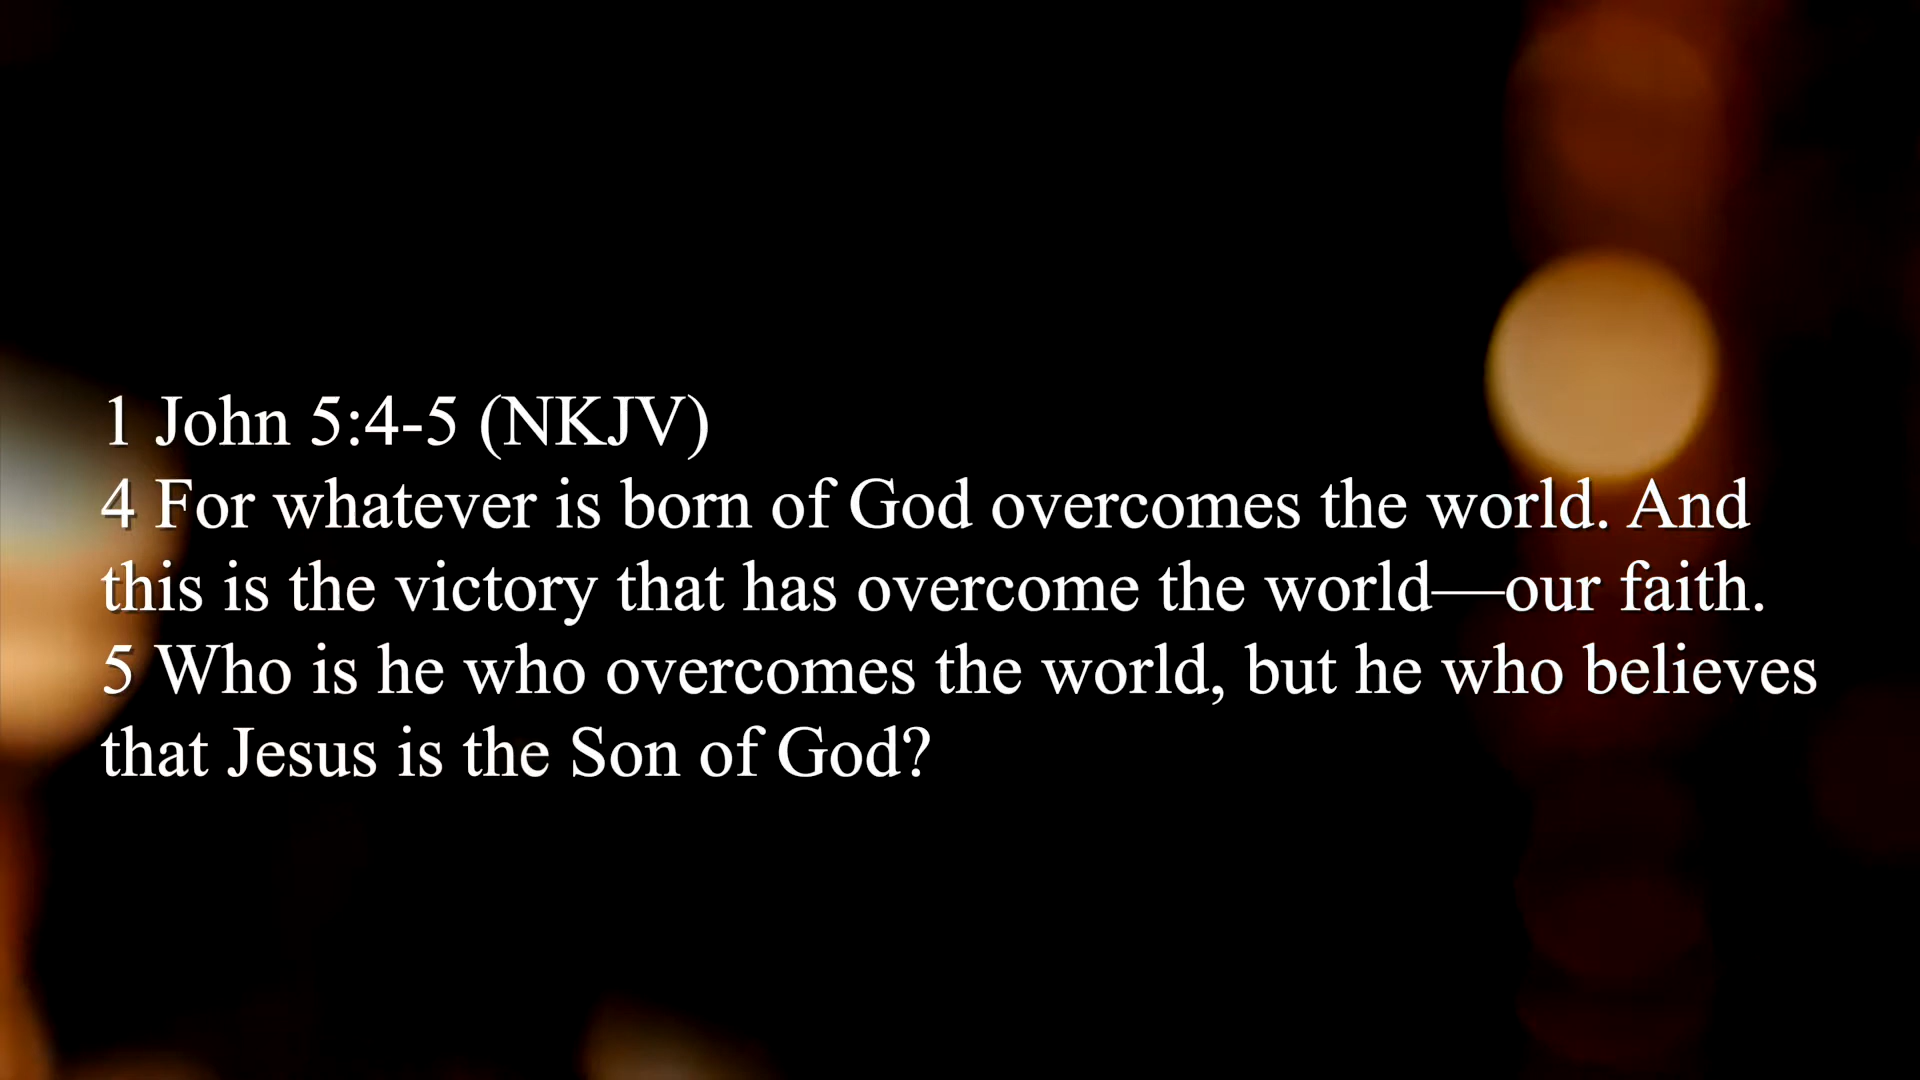 1 John 5:4-5 (NKJV)
4 For whatever is born of God overcomes the world. And
this is the victory that has overcome the world—our faith.
5 Who is he who overcomes the world, but he who believes
that Jesus is the Son of God?